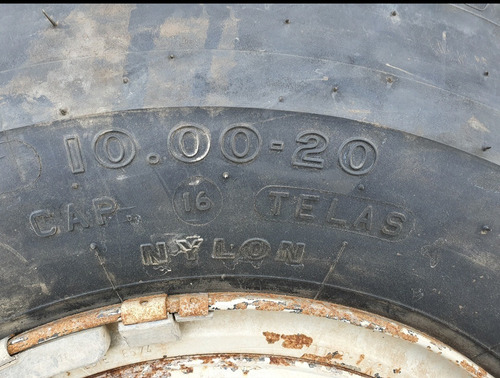 10.00-20
CAP. 16 TELAS
NYLON